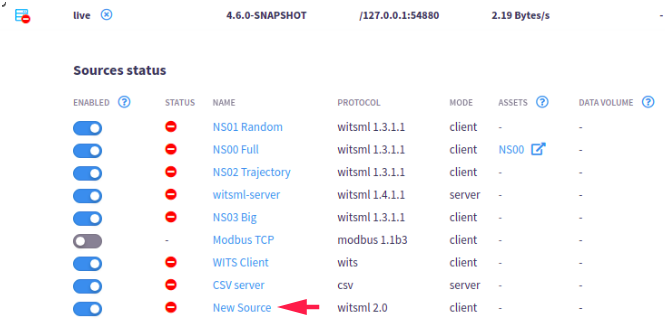 live 4.6.0-SNAPSHOT /127.0.0.1:54880 2.19 Bytes/s -
Sources status
ENABLED ? STATUS NAME PROTOCOL MODE ASSETS ? DATA VOLUME ?
NS01 Random witsml 1.3.1.1 client - -
NS00 Full witsml 1.3.1.1 client NS00 -
NS02 Trajectory witsml 1.3.1.1 client - -
witsml-server witsml 1.4.1.1 server - -
NS03 Big witsml 1.3.1.1 client - -
- Modbus TCP modbus 1.1b3 client - -
WITS Client wits client - -
CSV server csv server - -
New Source witsml 2.0 client - -